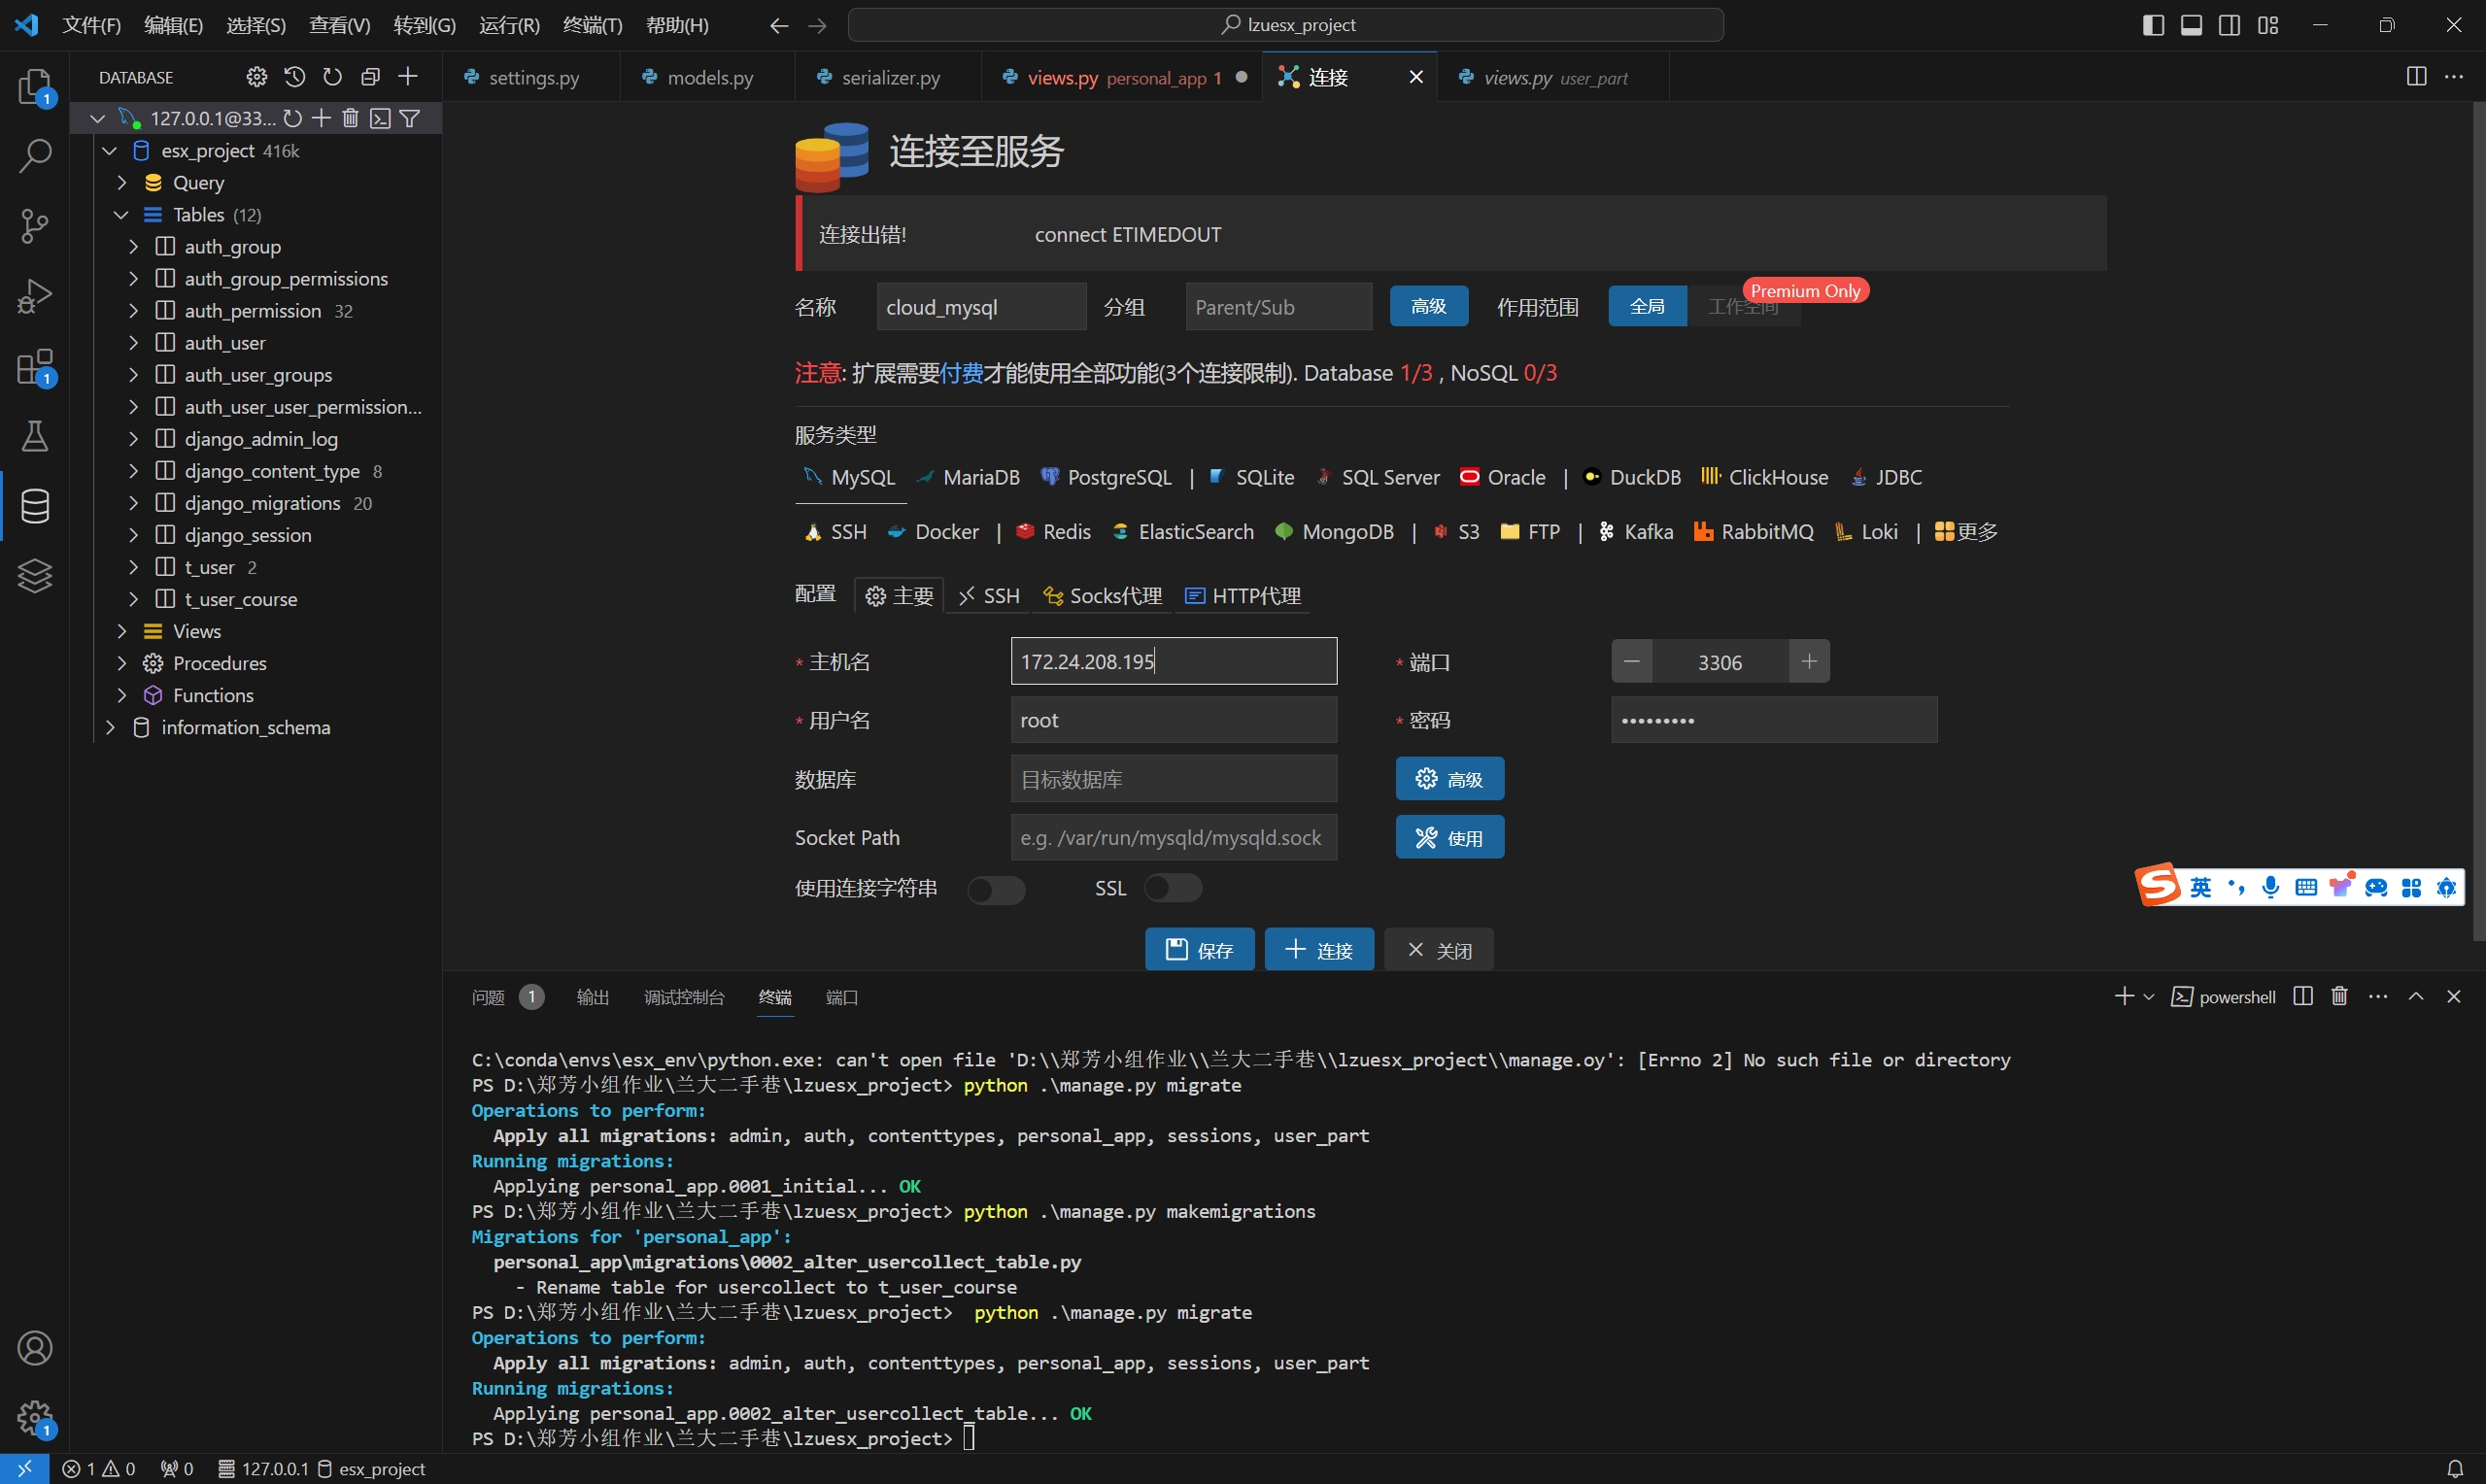 文件(F) 编辑(E) 选择(S) 查看(V) 转到(G) 运行(R) 终端(T) 帮助(H) lzuesx_project
DATABASE
settings.py models.py serializer.py views.py personal_app 1 连接 views.py user_part
127.0.0.1@33...
esx_project 416k
Query
Tables (12)
auth_group
auth_group_permissions
auth_permission 32
auth_user
auth_user_groups
auth_user_user_permission...
django_admin_log
django_content_type 8
django_migrations 20
django_session
t_user 2
t_user_course
Views
Procedures
Functions
information_schema
连接至服务
连接出错! connect ETIMEDOUT
Premium Only
名称 cloud_mysql 分组 Parent/Sub 高级 作用范围 全局 工作空间
注意: 扩展需要付费才能使用全部功能(3个连接限制). Database 1/3 , NoSQL 0/3
服务类型
MySQL MariaDB PostgreSQL | SQLite SQL Server Oracle | DuckDB ClickHouse JDBC
SSH Docker | Redis ElasticSearch MongoDB | S3 FTP | Kafka RabbitMQ Loki | 更多
配置 主要 SSH Socks代理 HTTP代理
* 主机名 172.24.208.195 * 端口 3306
* 用户名 root * 密码 •••••••••
数据库 目标数据库 高级
Socket Path e.g. /var/run/mysqld/mysqld.sock 使用
使用连接字符串 SSL
英
保存 连接 关闭
问题 1 输出 调试控制台 终端 端口 powershell
C:\conda\envs\esx_env\python.exe: can't open file 'D:\\郑芳小组作业\\兰大二手巷\\lzuesx_project\\manage.oy': [Errno 2] No such file or directory
PS D:\郑芳小组作业\兰大二手巷\lzuesx_project> python .\manage.py migrate
Operations to perform:
Apply all migrations: admin, auth, contenttypes, personal_app, sessions, user_part
Running migrations:
Applying personal_app.0001_initial... OK
PS D:\郑芳小组作业\兰大二手巷\lzuesx_project> python .\manage.py makemigrations
Migrations for 'personal_app':
personal_app\migrations\0002_alter_usercollect_table.py
- Rename table for usercollect to t_user_course
PS D:\郑芳小组作业\兰大二手巷\lzuesx_project> python .\manage.py migrate
Operations to perform:
Apply all migrations: admin, auth, contenttypes, personal_app, sessions, user_part
Running migrations:
Applying personal_app.0002_alter_usercollect_table... OK
PS D:\郑芳小组作业\兰大二手巷\lzuesx_project>
1
1
1
1 0 0 127.0.0.1 esx_project